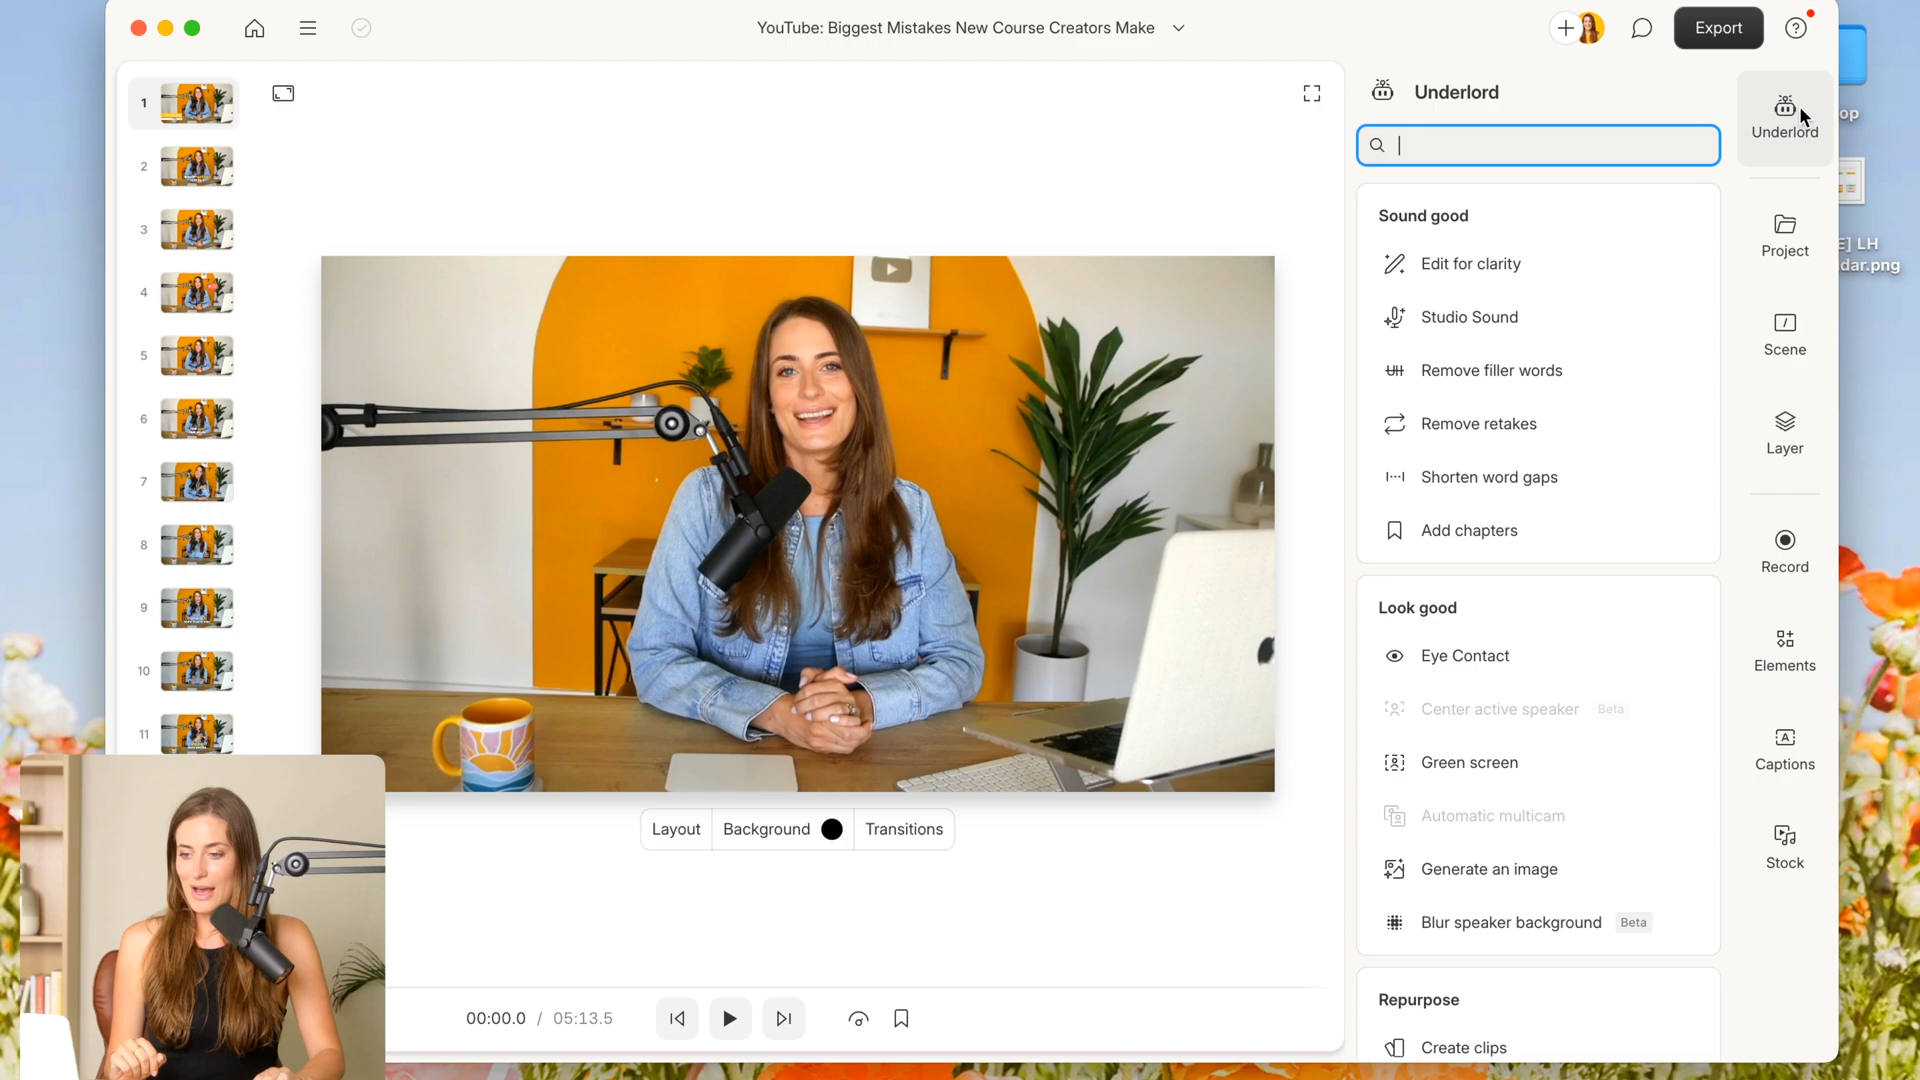 YouTube: Biggest Mistakes New Course Creators Make
Export
1
2
3
4
5
6
7
8
9
10
11
Layout
Background
Transitions
00:00.0 / 05:13.5
Underlord
Sound good
Edit for clarity
Studio Sound
UH Remove filler words
Remove retakes
Shorten word gaps
Add chapters
Look good
Eye Contact
Center active speaker Beta
Green screen
Automatic multicam
Generate an image
Blur speaker background Beta
Repurpose
Create clips
Underlord
Project
Scene
Layer
Record
Elements
Captions
Stock
op
E] LH
dar.png